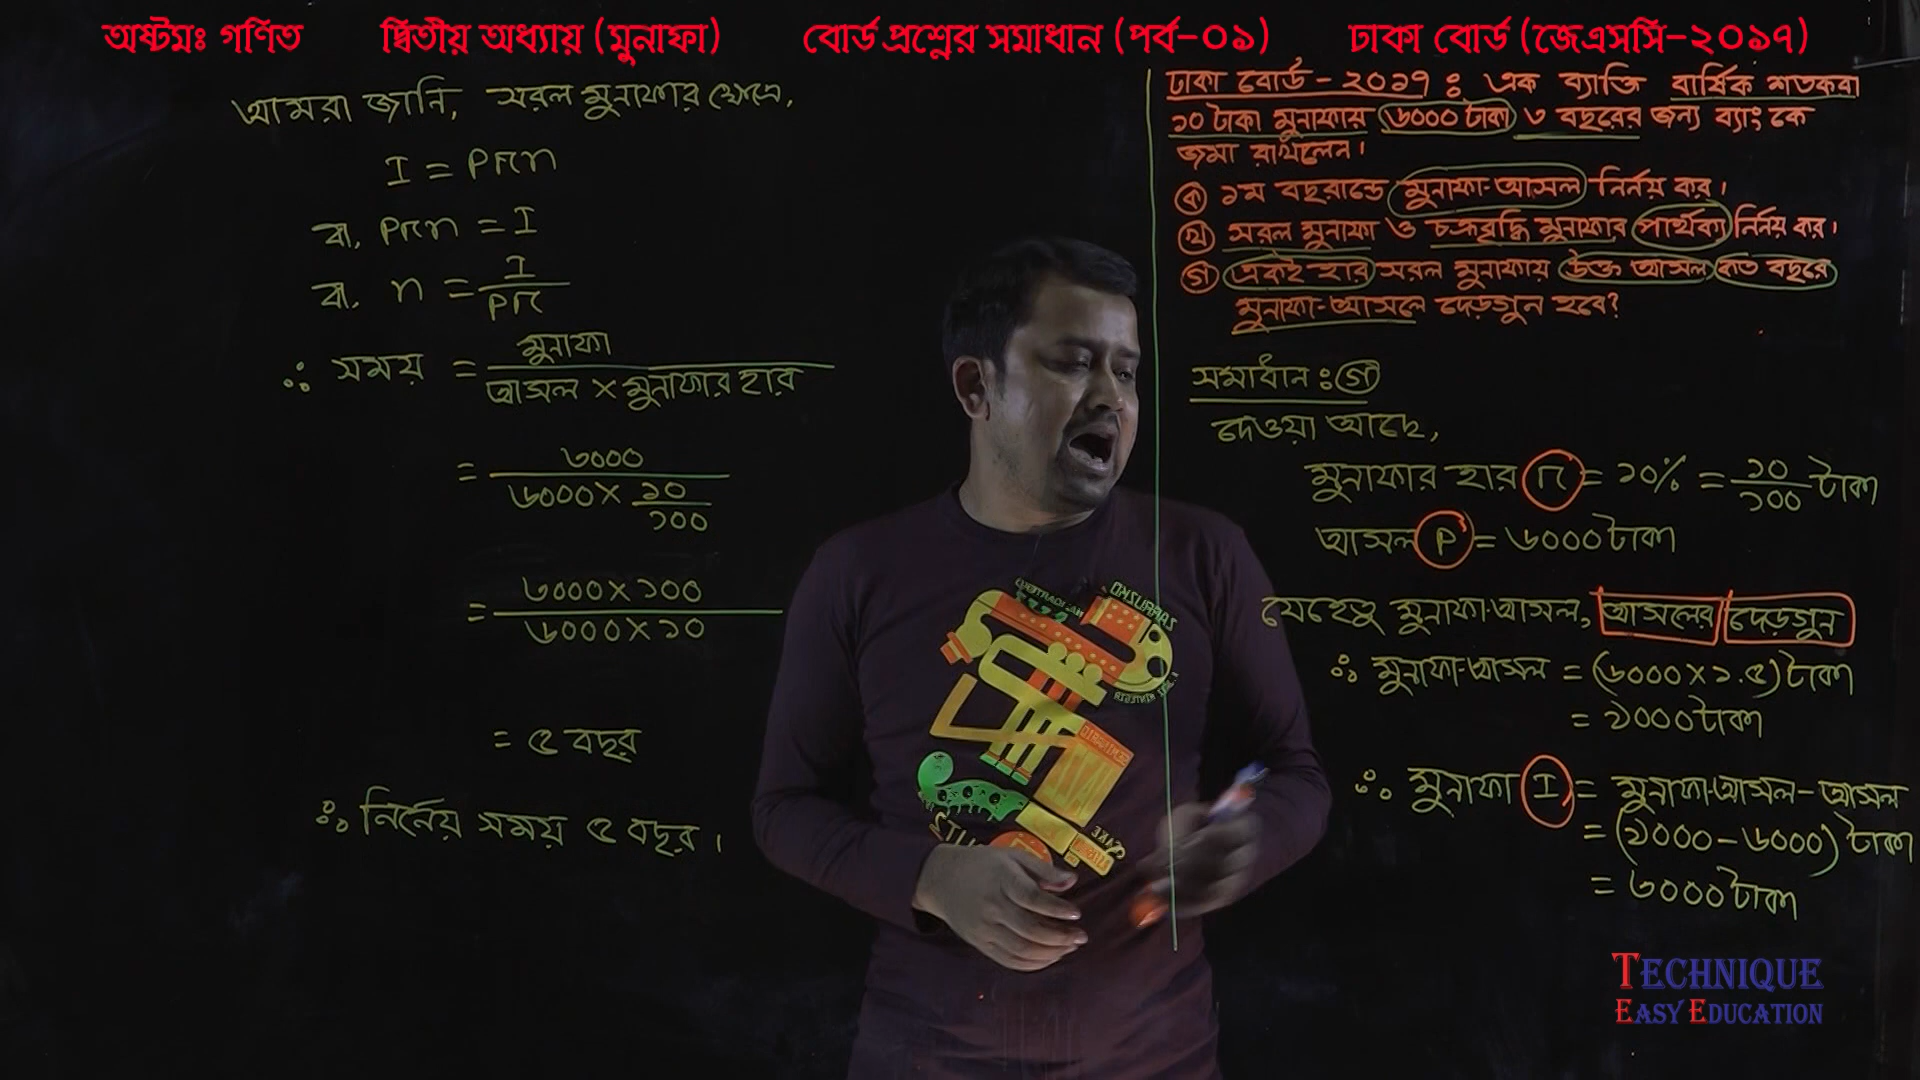 অষ্টমঃ গণিত দ্বিতীয় অধ্যায় (মুনাফা) বোর্ড প্রশ্নের সমাধান (পর্ব-০১) ঢাকা বোর্ড (জেএসসি-২০১৭)
আমরা জানি, সরল মুনাফার ক্ষেত্রে,
I = Prn
বা, Prn = I
বা, n = I / Pr
∴ সময় = মুনাফা / আসল × মুনাফার হার
= ৩০০০ / ৬০০০ × ১০/১০০
= ৩০০০ × ১০০ / ৬০০০ × ১০
= ৫ বছর
∴ নির্নেয় সময় ৫ বছর।
ঢাকা বোর্ড - ২০১৭ : এক ব্যাক্তি বার্ষিক শতকরা
১০ টাকা মুনাফায় ৬০০০ টাকা ৩ বছরের জন্য ব্যাংকে
জমা রাখলেন।
(ক) ১ম বছরান্তে মুনাফা-আসল নির্নয় কর।
(খ) সরল মুনাফা ও চক্রবৃদ্ধি মুনাফার পার্থক্য নির্নয় কর।
(গ) একই হার সরল মুনাফায় উক্ত আসল কত বছরে
মুনাফা-আসলে দেড়গুন হবে?
সমাধান : (গ)
দেওয়া আছে,
মুনাফার হার r = ১০% = ১০/১০০ টাকা
আসল P = ৬০০০ টাকা
যেহেতু মুনাফা-আসল, আসলের দেড়গুন
∴ মুনাফা-আসল = (৬০০০ × ১.৫) টাকা
= ৯০০০ টাকা
∴ মুনাফা I = মুনাফা-আসল - আসল
= (৯০০০ - ৬০০০) টাকা
= ৩০০০ টাকা
TECHNIQUE
EASY EDUCATION